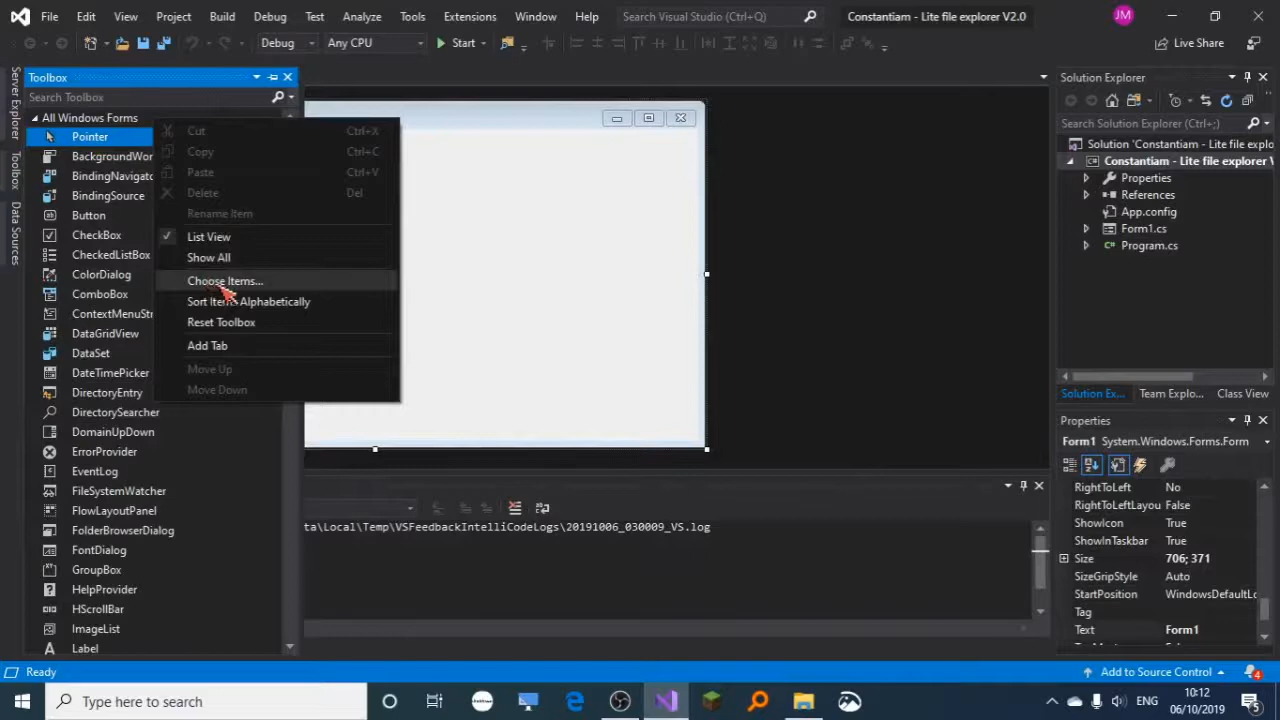 File Edit View Project Build Debug Test Analyze Tools Extensions Window Help Search Visual Studio (Ctrl+Q) Constantiam - Lite file explorer V2.0 JM
Debug Any CPU Start Live Share
Server Explorer
Toolbox
Data Sources
Toolbox
Search Toolbox
All Windows Forms
Pointer
BackgroundWor
BindingNavigato
BindingSource
Button
CheckBox
CheckedListBox
ColorDialog
ComboBox
ContextMenuStr
DataGridView
DataSet
DateTimePicker
DirectoryEntry
DirectorySearcher
DomainUpDown
ErrorProvider
EventLog
FileSystemWatcher
FlowLayoutPanel
FolderBrowserDialog
FontDialog
GroupBox
HelpProvider
HScrollBar
ImageList
Label
Cut Ctrl+X
Copy Ctrl+C
Paste Ctrl+V
Delete Del
Rename Item
List View
Show All
Choose Items...
Sort Items Alphabetically
Reset Toolbox
Add Tab
Move Up
Move Down
ta\Local\Temp\VSFeedbackIntelliCodeLogs\20191006_030009_VS.log
Solution Explorer
Search Solution Explorer (Ctrl+;)
Solution 'Constantiam - Lite file explo
Constantiam - Lite file explorer V
Properties
References
App.config
Form1.cs
Program.cs
Solution Ex... Team Explo... Class View
Properties
Form1 System.Windows.Forms.Form
RightToLeft No
RightToLeftLayou False
ShowIcon True
ShowInTaskbar True
Size 706; 371
SizeGripStyle Auto
StartPosition WindowsDefaultLo
Tag
Text Form1
Ready Add to Source Control 4
Type here to search ENG 10:12
06/10/2019 5